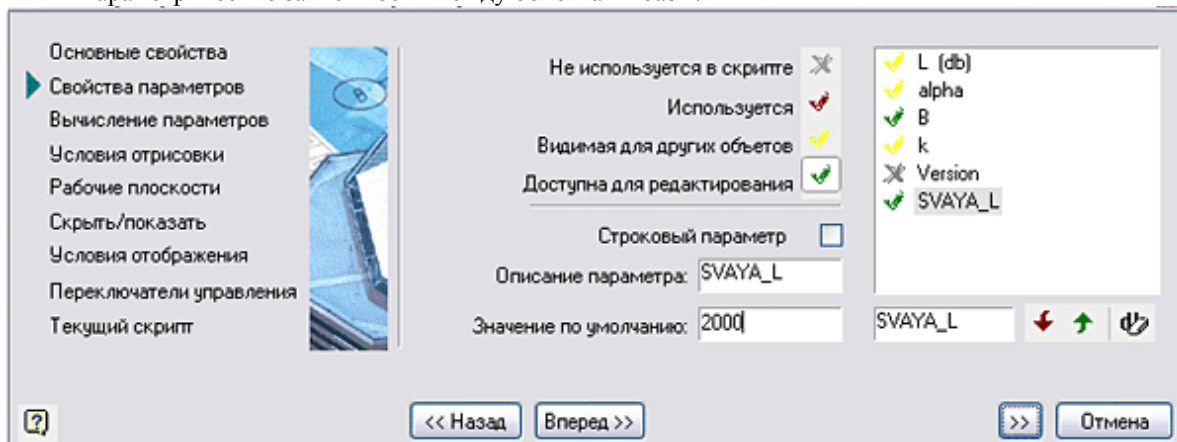 Основные свойства
Свойства параметров
Вычисление параметров
Условия отрисовки
Рабочие плоскости
Скрыть/показать
Условия отображения
Переключатели управления
Текущий скрипт
B
Не используется в скрипте
Используется
Видимая для других объетов
Доступна для редактирования
Строковый параметр
Описание параметра: SVAYA_L
Значение по умолчанию: 2000
L (db)
alpha
B
k
Version
SVAYA_L
SVAYA_L
<< Назад
Вперед >>
>>
Отмена